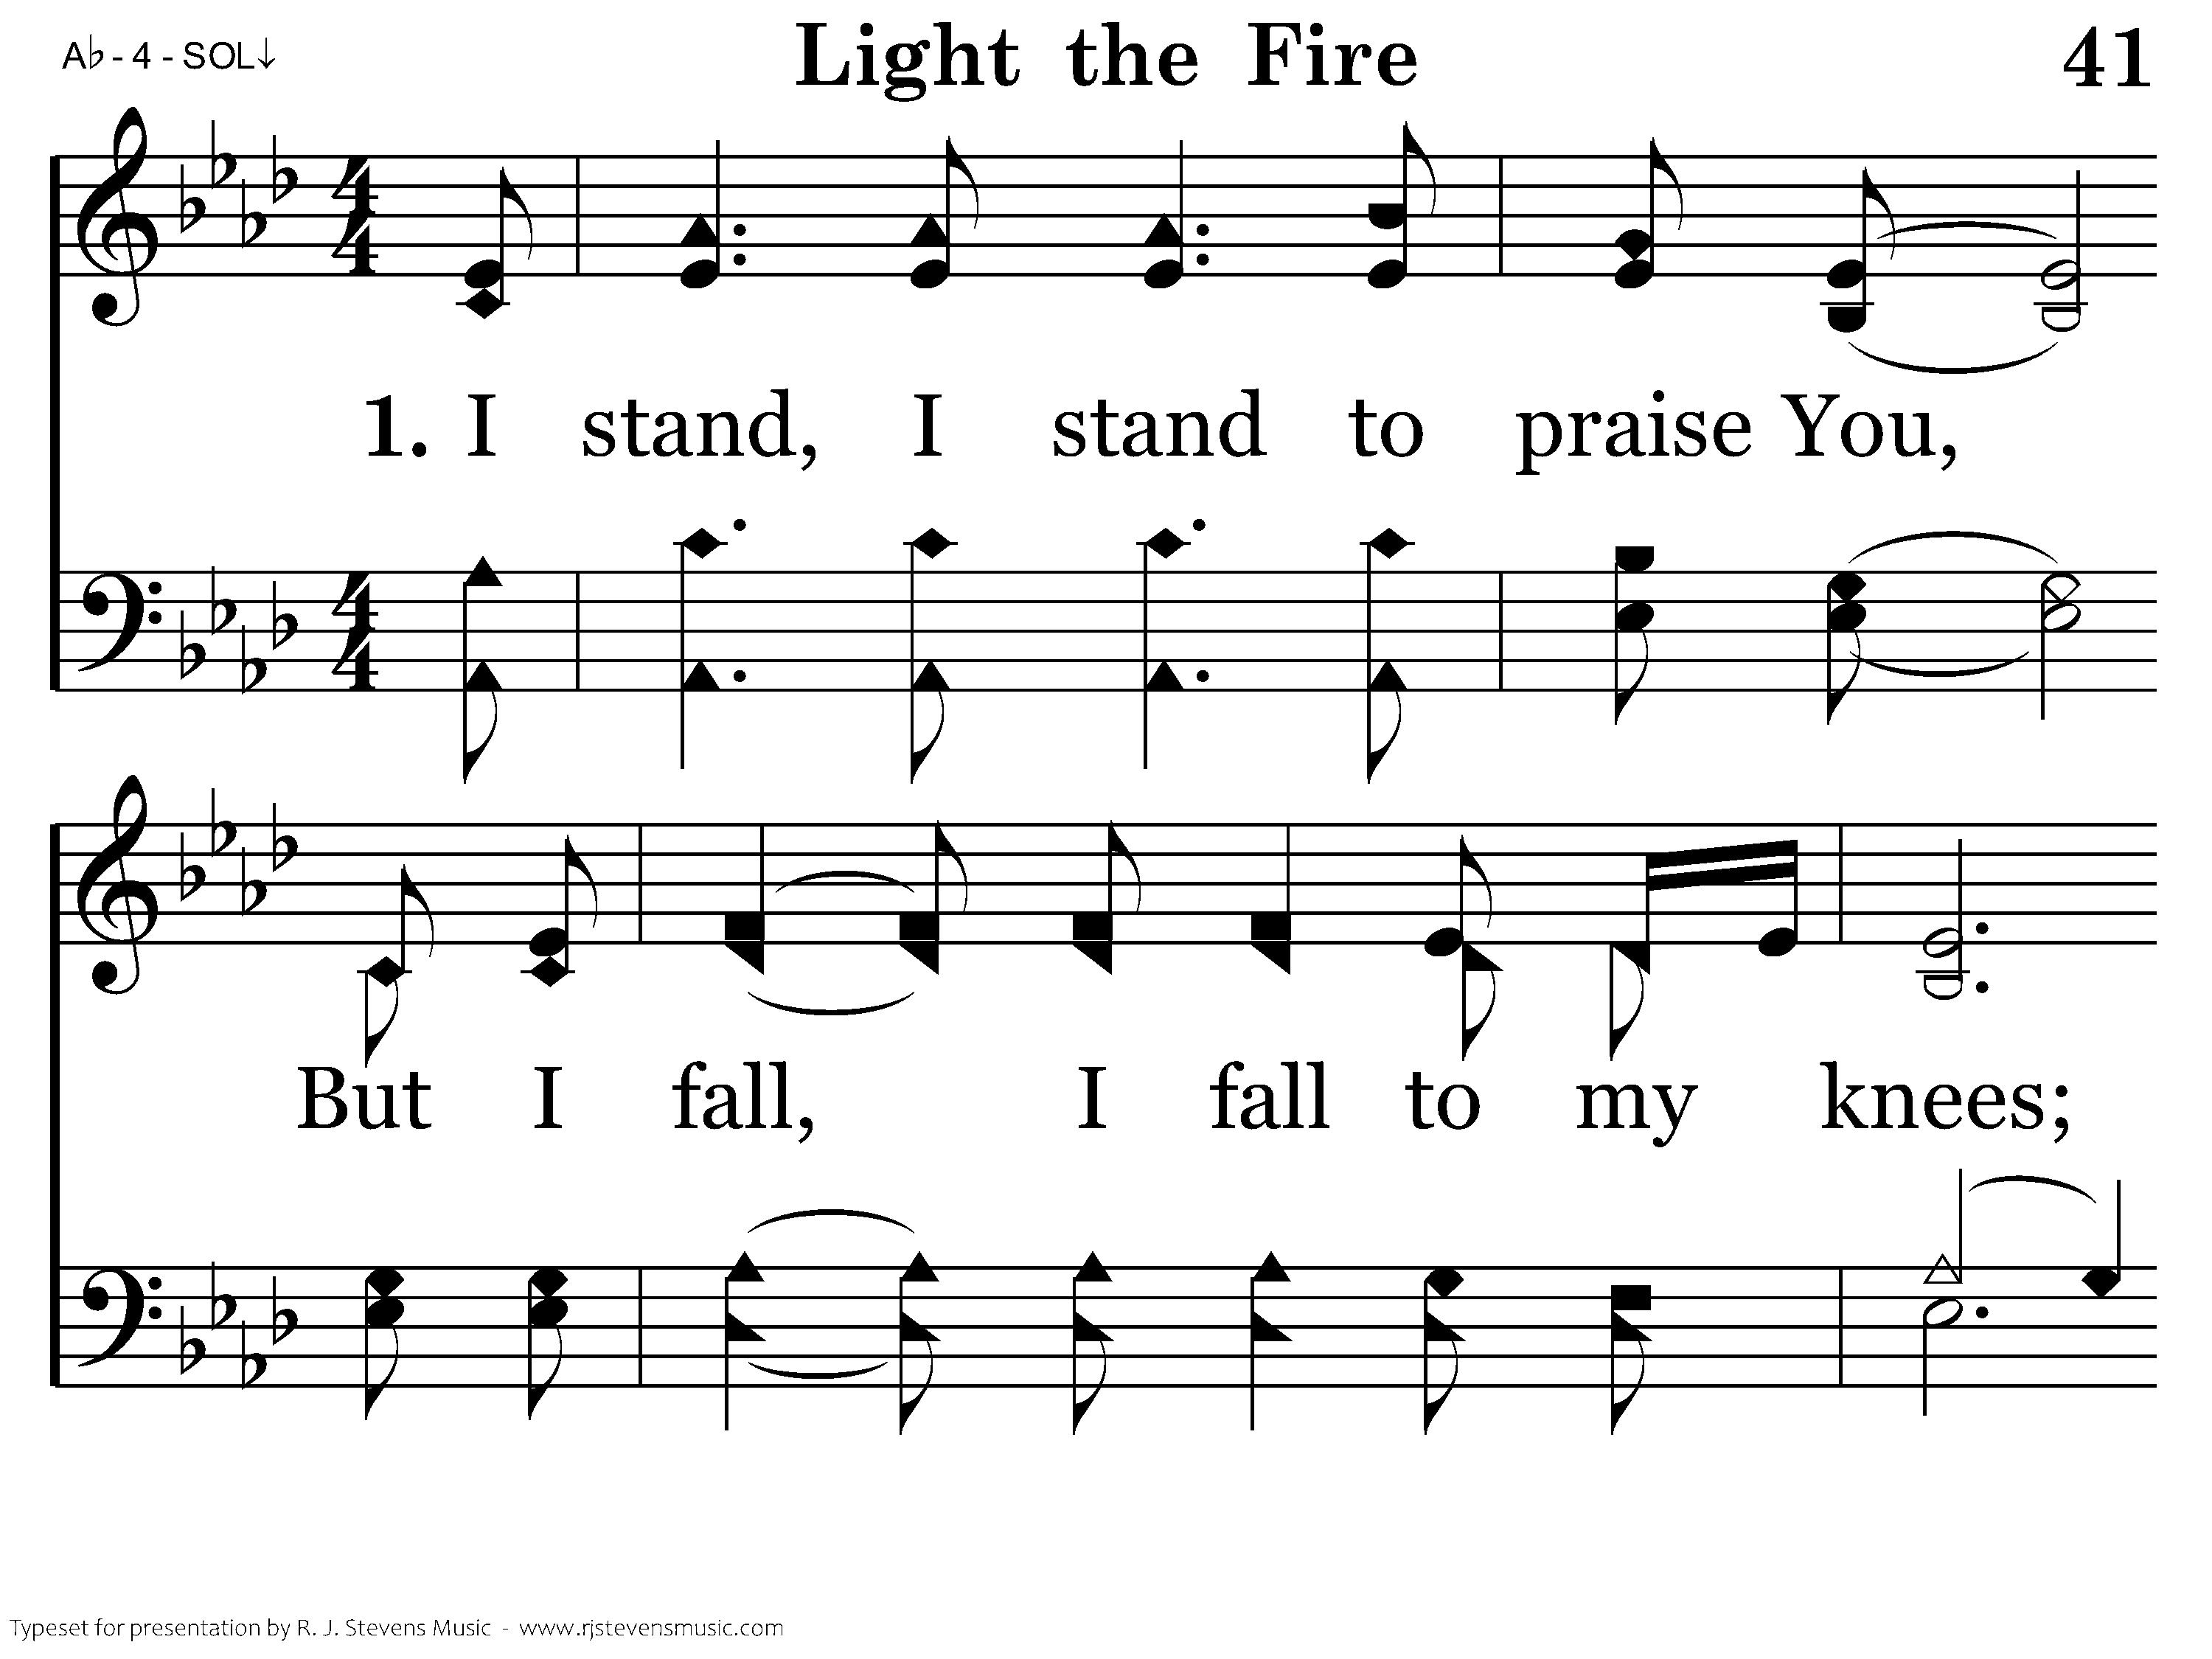 A♭ - 4 - SOL↓
Light the Fire
41
1. I stand, I stand to praise You,
But I fall, I fall to my knees;
Typeset for presentation by R. J. Stevens Music - www.rjstevensmusic.com